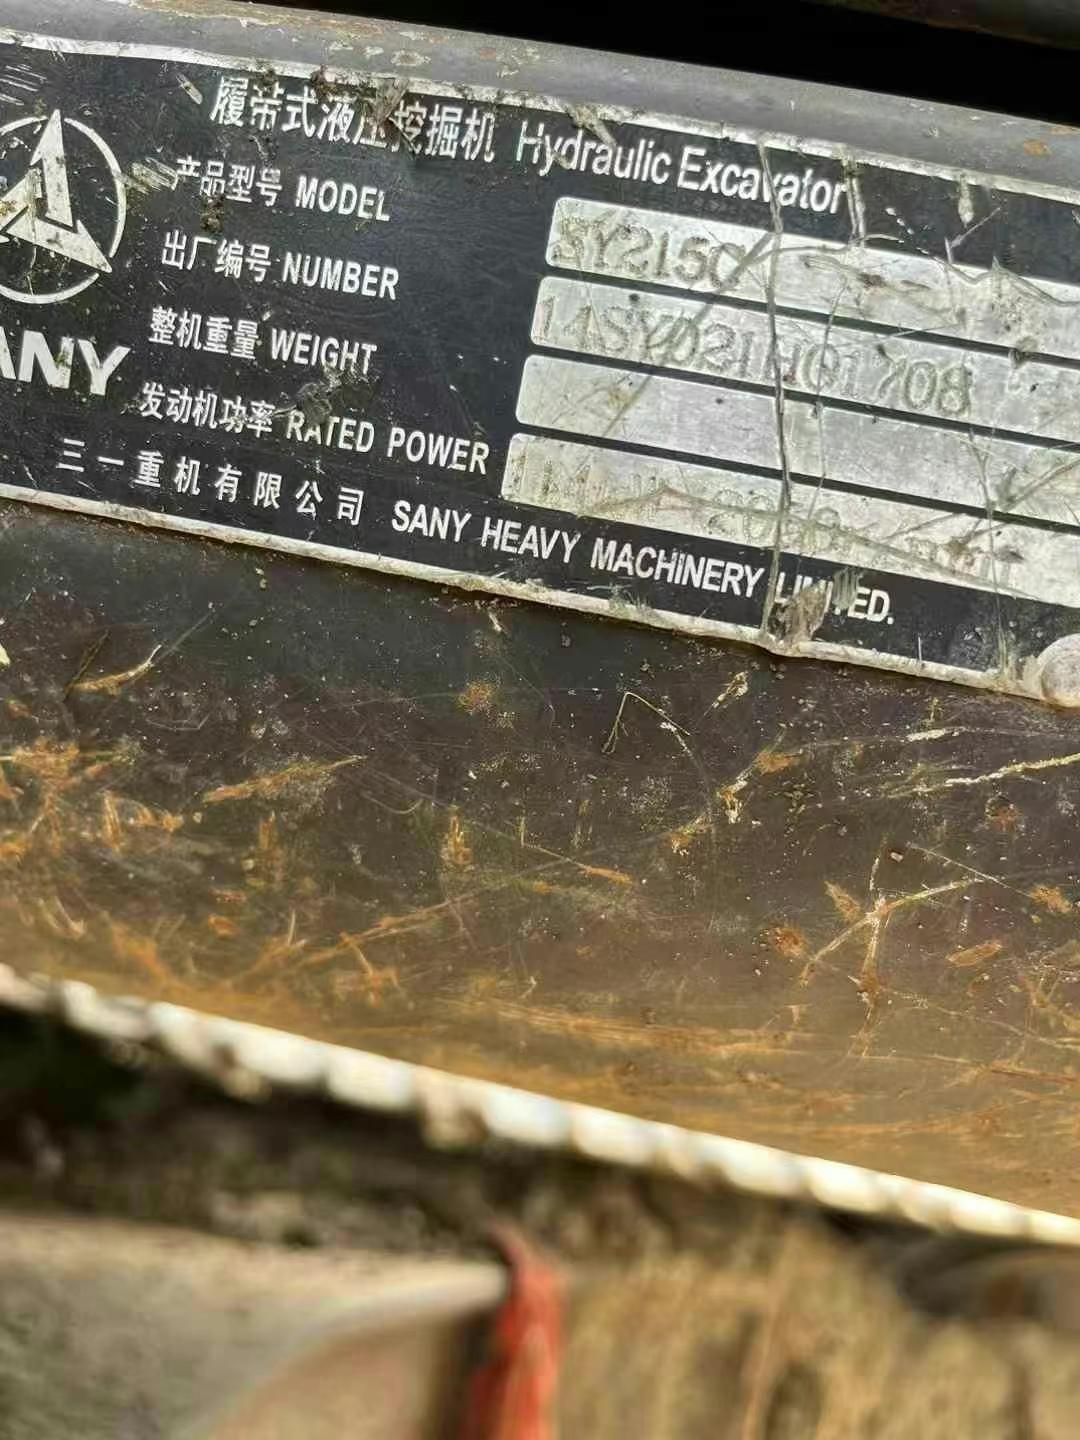 履带式液压挖掘机 Hydraulic Excavator
产品型号 MODEL SY215C
出厂编号 NUMBER
整机重量 WEIGHT
发动机功率 RATED POWER
三一重机有限公司 SANY HEAVY MACHINERY LIMITED.
ANY